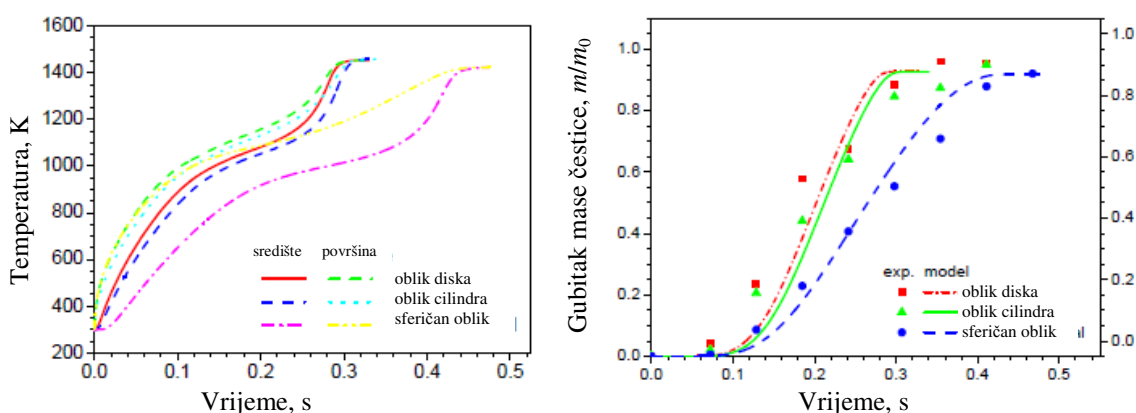 1600
1400
1200
1000
800
600
400
200
Temperatura, K
središte površina
oblik diska
oblik cilindra
sferičan oblik
0.0 0.1 0.2 0.3 0.4 0.5
Vrijeme, s
1.0
0.8
0.6
0.4
0.2
0.0
Gubitak mase čestice, m/m0
1.0
0.8
0.6
0.4
0.2
0.0
exp. model
oblik diska
oblik cilindra
sferičan oblik al
0.0 0.1 0.2 0.3 0.4 0.5
Vrijeme, s